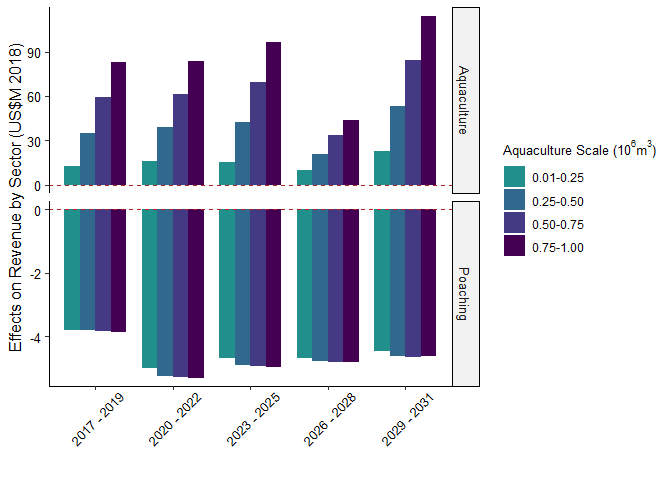 Effects on Revenue by Sector (US$M 2018)
90
60
30
0
Aquaculture
0
-2
-4
Poaching
2017 - 2019
2020 - 2022
2023 - 2025
2026 - 2028
2029 - 2031
Aquaculture Scale (10⁶m³)
0.01-0.25
0.25-0.50
0.50-0.75
0.75-1.00